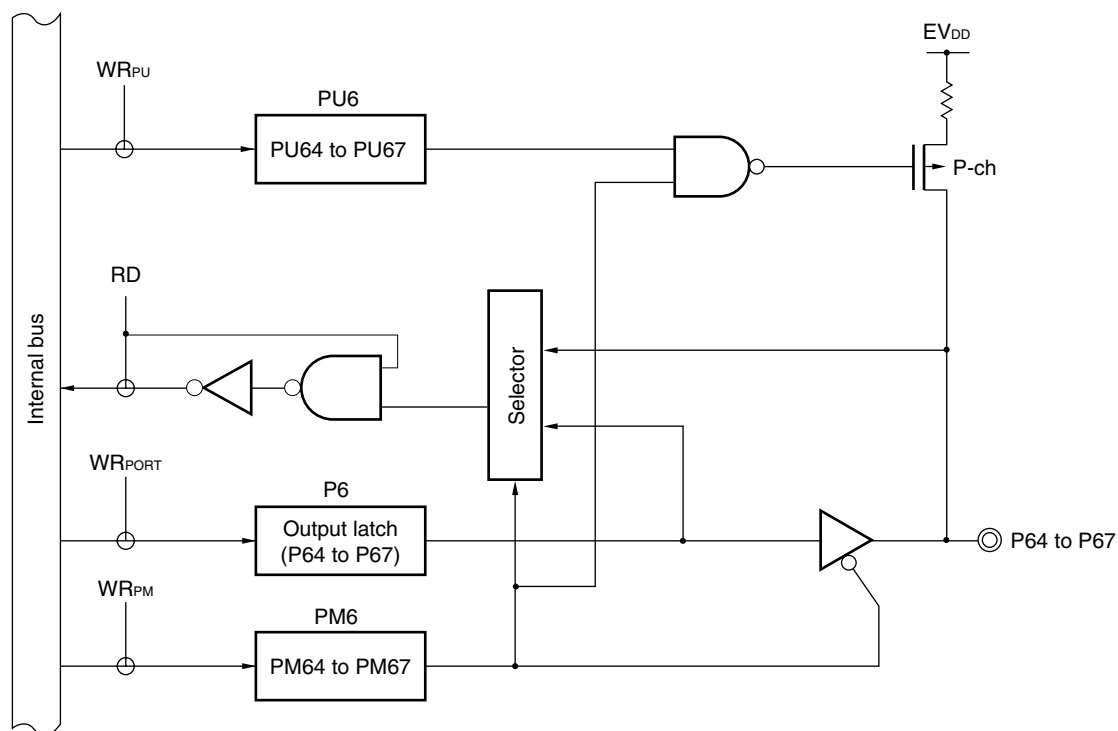 EVDD
WRPU
PU6
PU64 to PU67
P-ch
RD
Internal bus
Selector
WRPORT
P6
Output latch
(P64 to P67)
P64 to P67
WRPM
PM6
PM64 to PM67